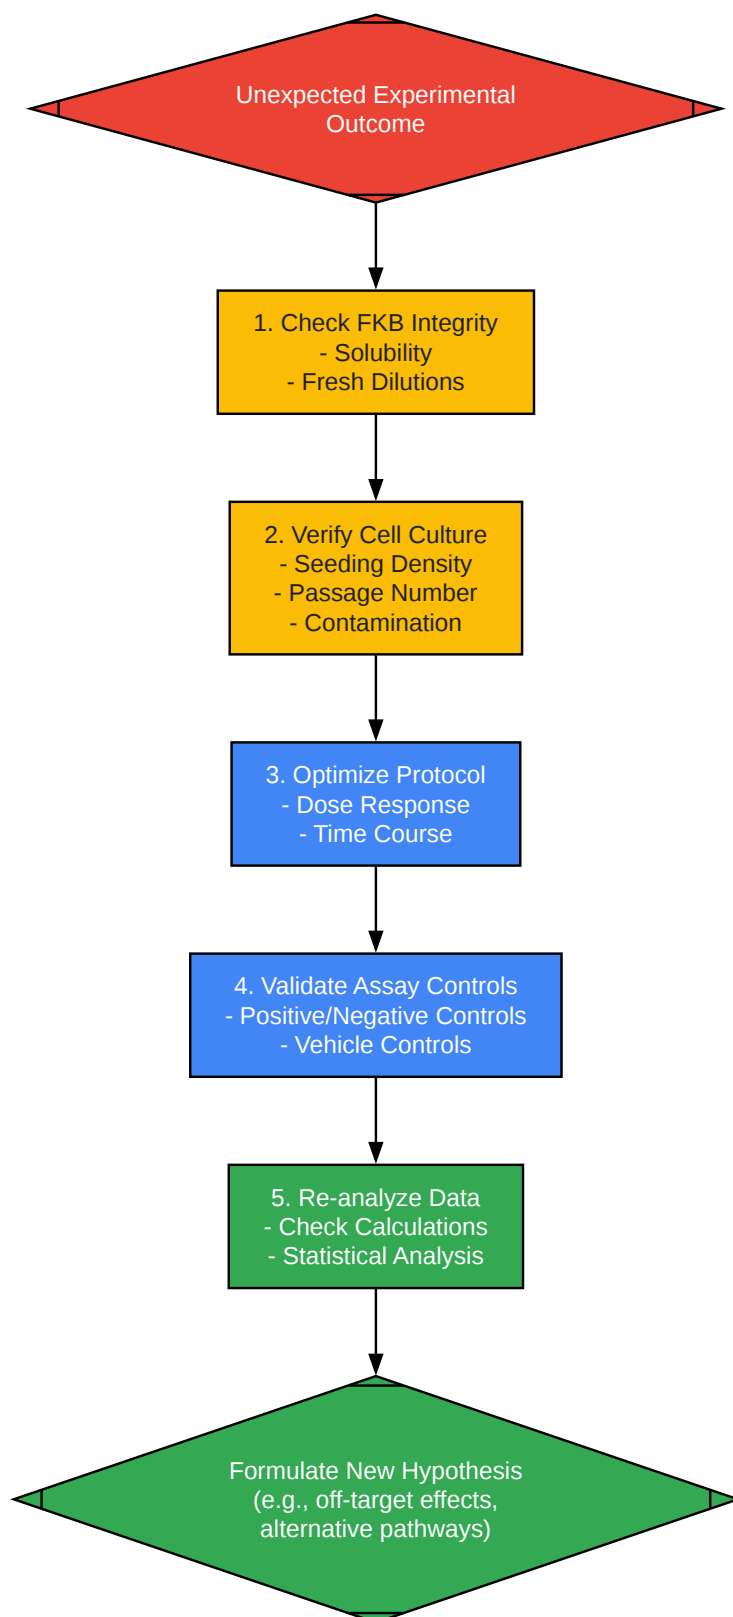 Unexpected Experimental
Outcome
1. Check FKB Integrity
- Solubility
- Fresh Dilutions
2. Verify Cell Culture
- Seeding Density
- Passage Number
- Contamination
3. Optimize Protocol
- Dose Response
- Time Course
4. Validate Assay Controls
- Positive/Negative Controls
- Vehicle Controls
5. Re-analyze Data
- Check Calculations
- Statistical Analysis
Formulate New Hypothesis
(e.g., off-target effects,
alternative pathways)